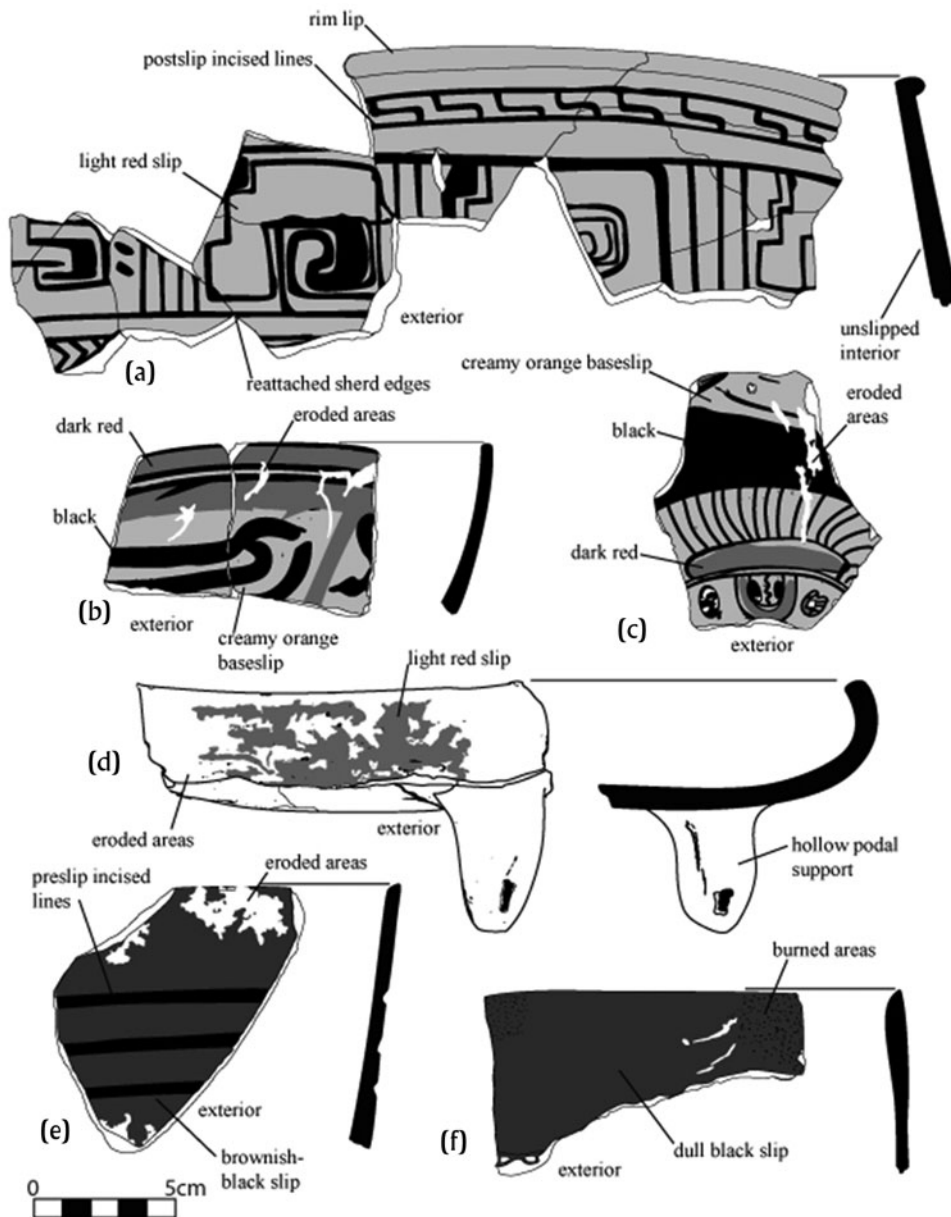 rim lip
postslip incised lines
light red slip
exterior
unslipped
interior
(a)
reattached sherd edges
creamy orange baseslip
eroded
areas
eroded areas
dark red
black
black
dark red
(b)
exterior
creamy orange
baseslip
(c)
exterior
light red slip
(d)
eroded areas
exterior
hollow podal
support
eroded areas
preslip incised
lines
burned areas
exterior
(e)
brownish-
black slip
(f)
exterior
dull black slip
0
5cm